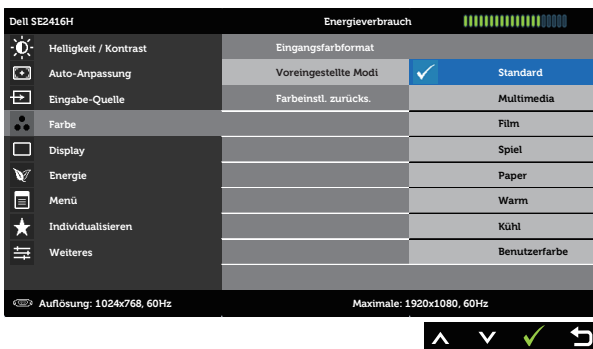 Dell SE2416H Energieverbrauch
Helligkeit / Kontrast Eingangsfarbformat
Auto-Anpassung Voreingestellte Modi Standard
Eingabe-Quelle Farbeinstl. zurücks. Multimedia
Farbe Film
Display Spiel
Energie Paper
Menü Warm
Individualisieren Kühl
Weiteres Benutzerfarbe
Auflösung: 1024x768, 60Hz Maximale: 1920x1080, 60Hz